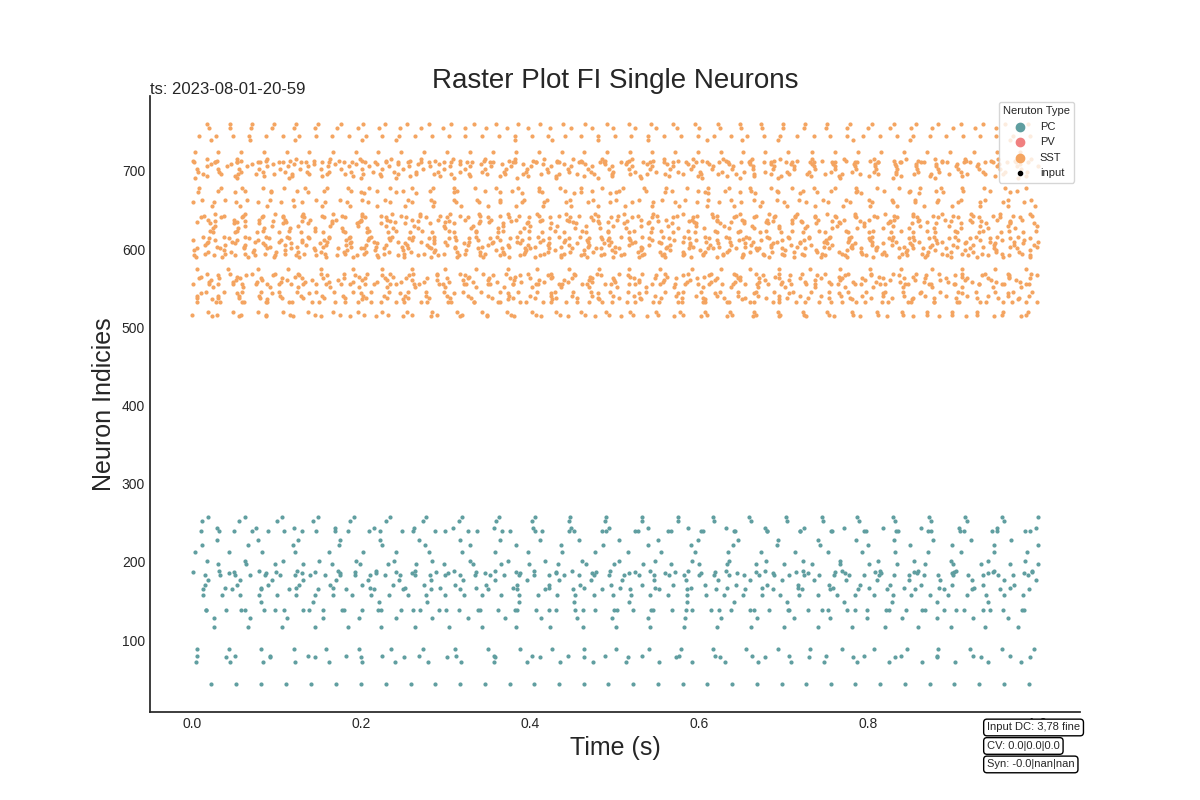 Raster Plot FI Single Neurons
ts: 2023-08-01-20-59
Neruton Type
PC
PV
SST
input
700
600
500
400
300
200
100
Neuron Indicies
0.0 0.2 0.4 0.6 0.8
Time (s)
Input DC: 3,78 fine
CV: 0.0|0.0|0.0
Syn: -0.0|nan|nan